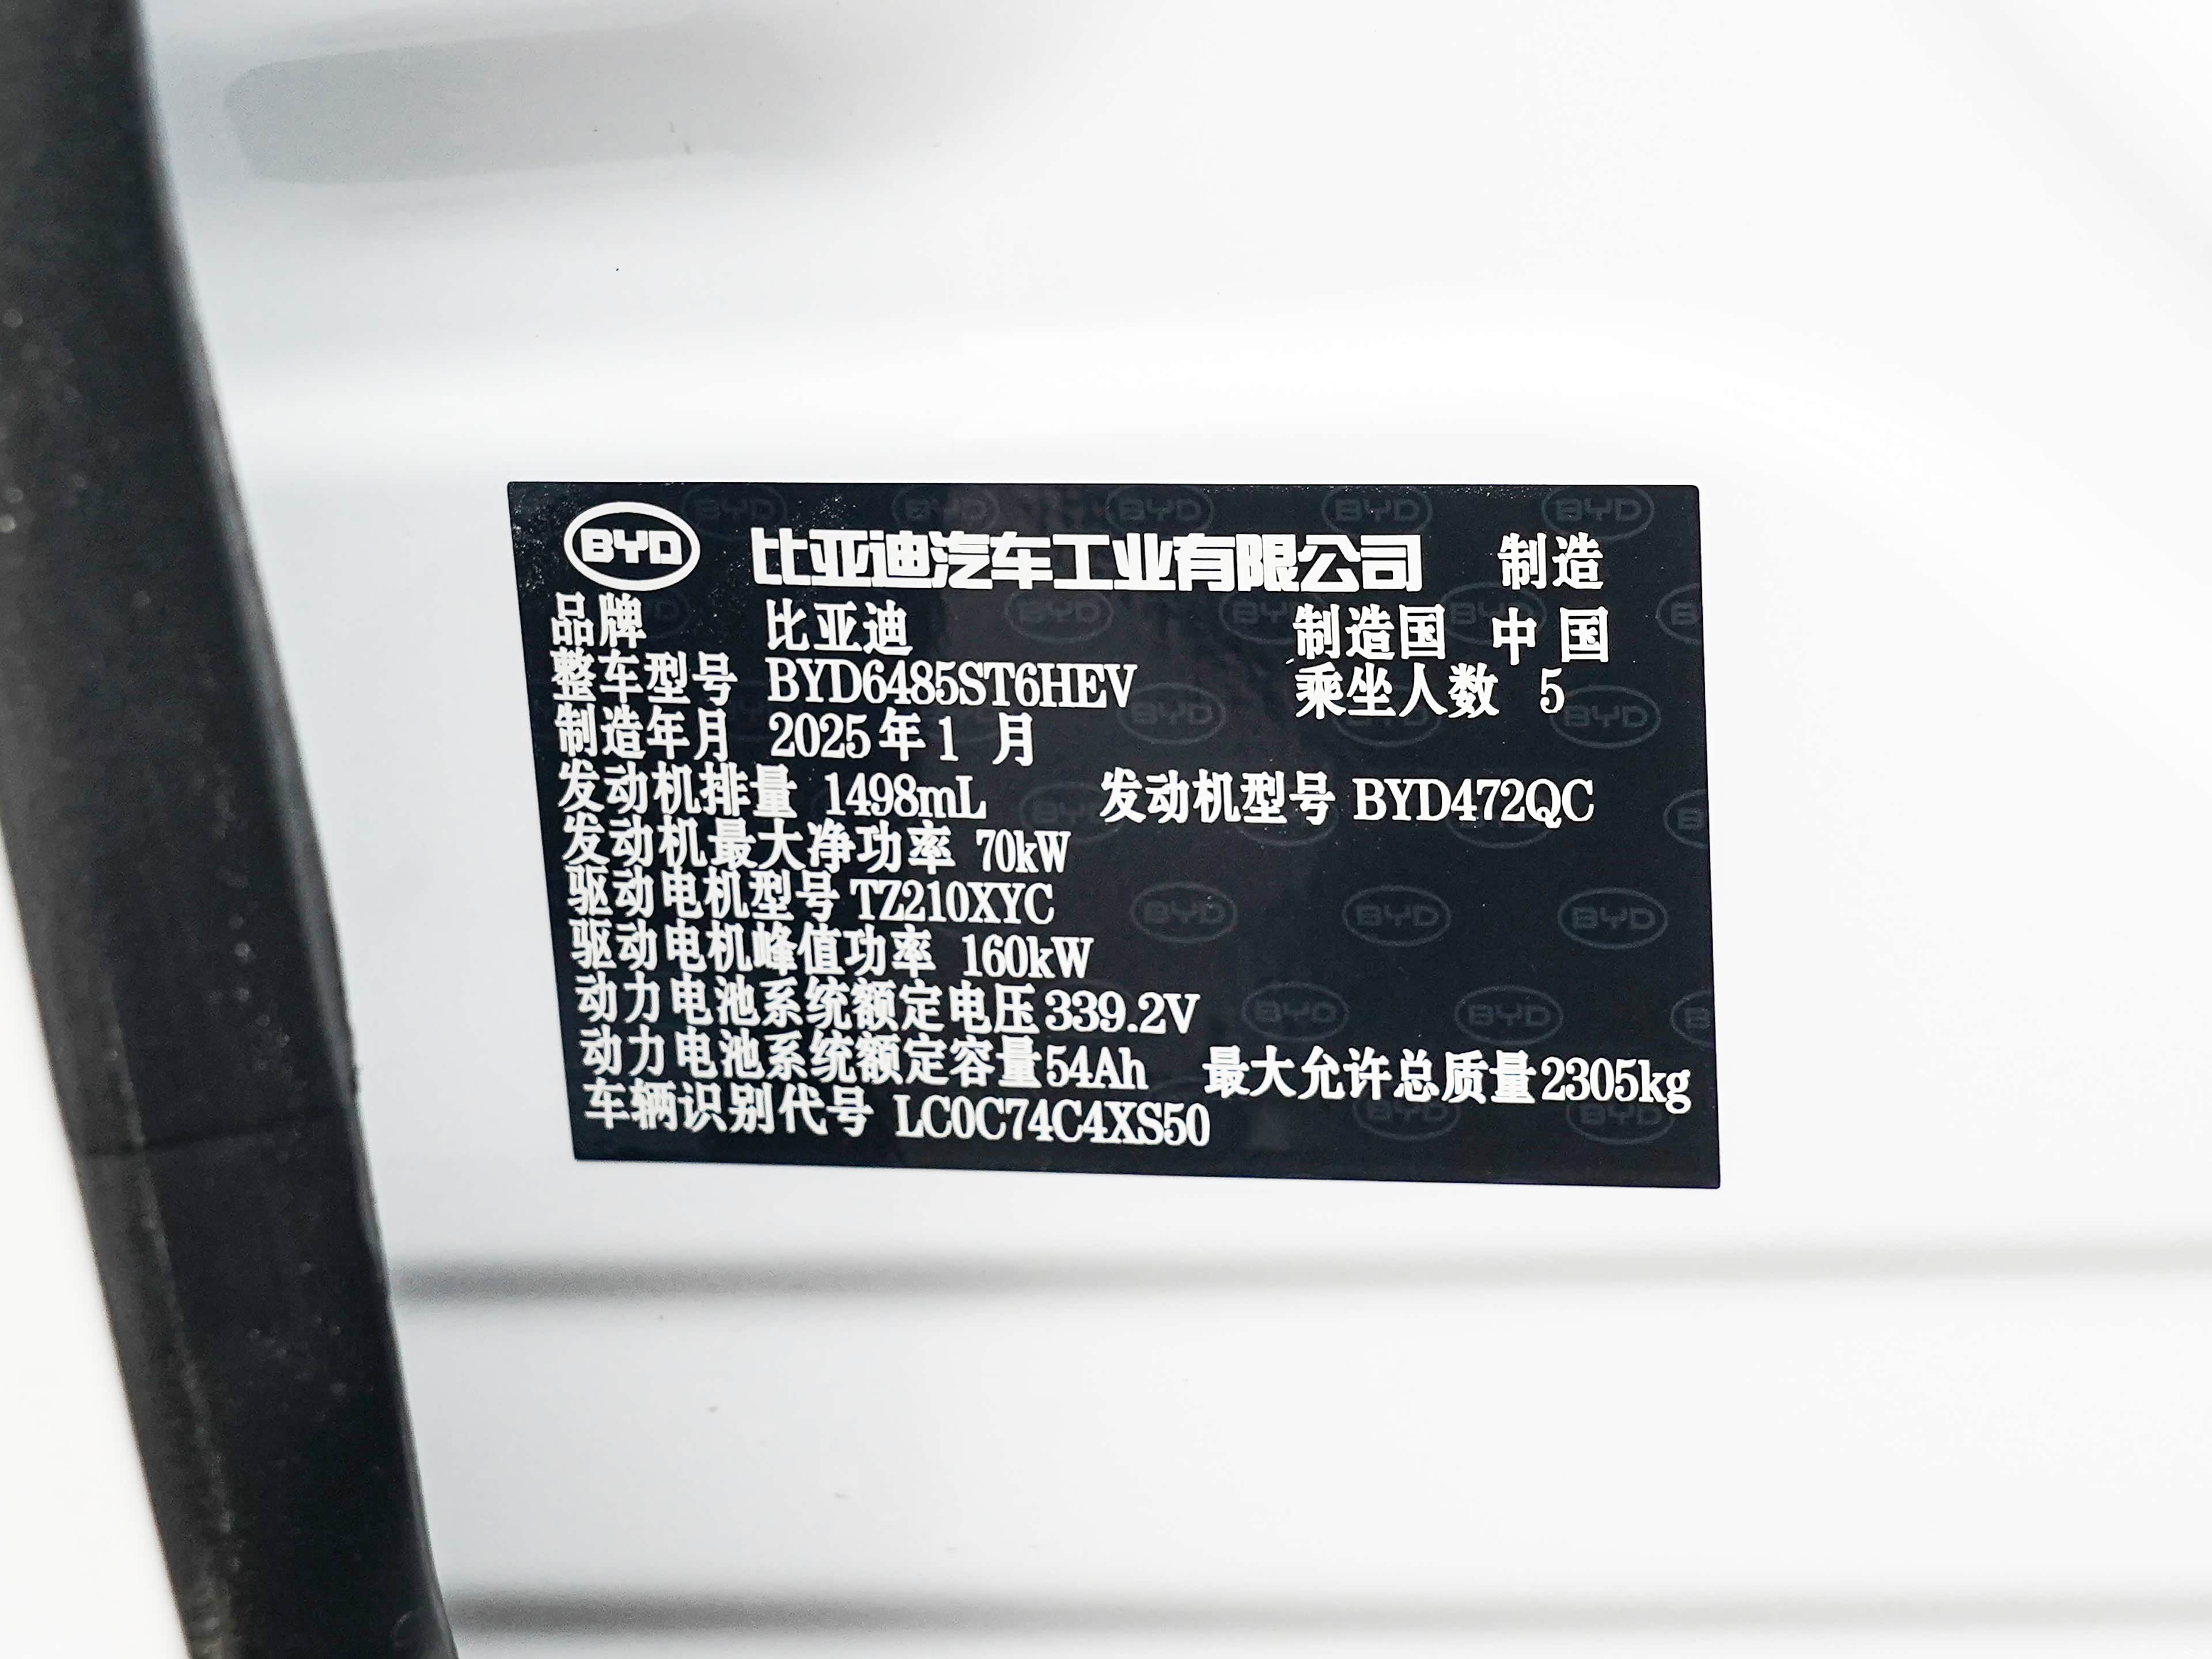 BYD 比亚迪汽车工业有限公司 制造
品牌 比亚迪 制造国 中国
整车型号 BYD6485ST6HEV 乘坐人数 5
制造年月 2025年1月
发动机排量 1498mL 发动机型号 BYD472QC
发动机最大净功率 70kW
驱动电机型号 TZ210XYC
驱动电机峰值功率 160kW
动力电池系统额定电压 339.2V
动力电池系统额定容量 54Ah 最大允许总质量 2305kg
车辆识别代号 LC0C74C4XS50